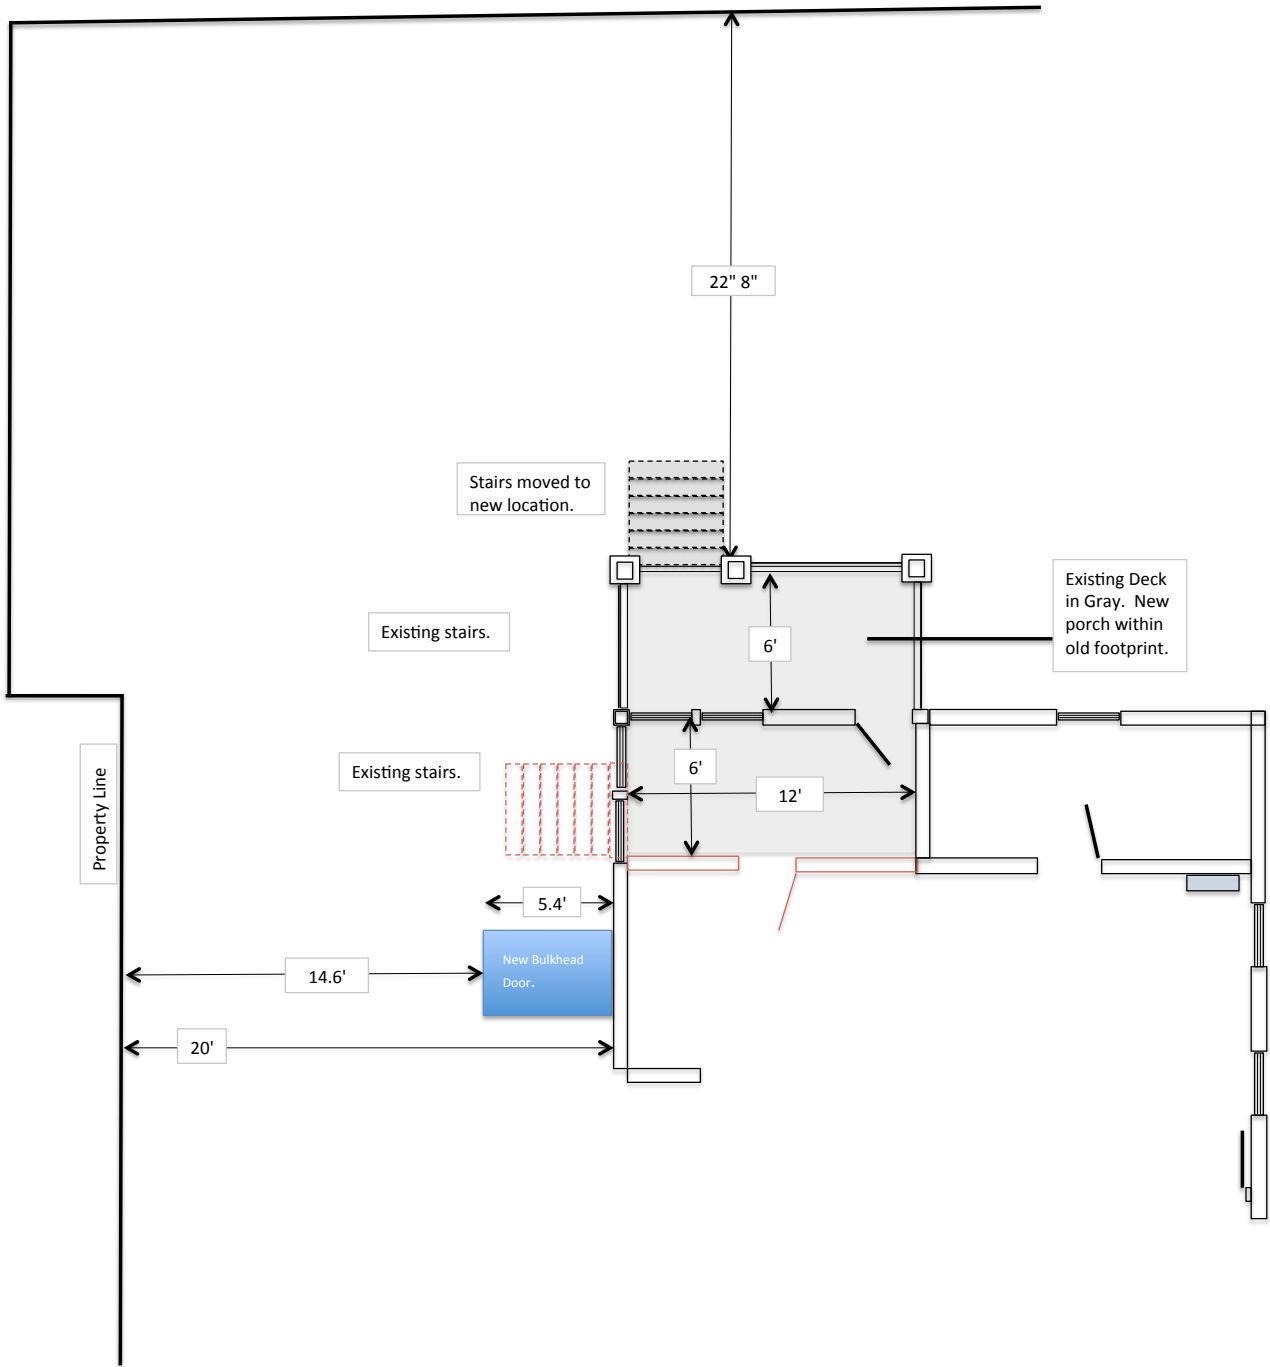 22" 8"
Stairs moved to
new location.
Existing Deck
in Gray.  New
porch within
old footprint.
Existing stairs.
6'
Existing stairs.
6'
12'
Property Line
5.4'
New Bulkhead
Door.
14.6'
20'